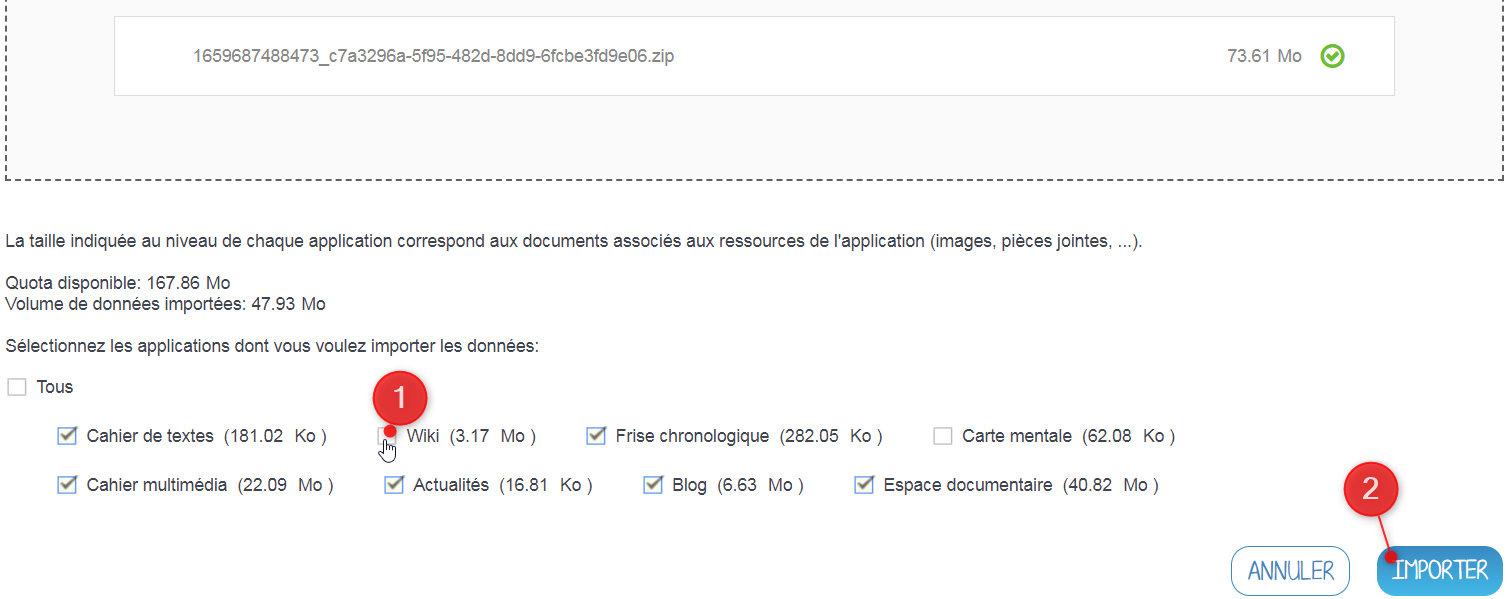 1659687488473_c7a3296a-5f95-482d-8dd9-6fcbe3fd9e06.zip 73.61 Mo
La taille indiquée au niveau de chaque application correspond aux documents associés aux ressources de l'application (images, pièces jointes, ...).
Quota disponible: 167.86 Mo
Volume de données importées: 47.93 Mo
Sélectionnez les applications dont vous voulez importer les données:
Tous
1
Cahier de textes (181.02 Ko ) Wiki (3.17 Mo ) Frise chronologique (282.05 Ko ) Carte mentale (62.08 Ko )
Cahier multimédia (22.09 Mo ) Actualités (16.81 Ko ) Blog (6.63 Mo ) Espace documentaire (40.82 Mo )
2
ANNULER IMPORTER